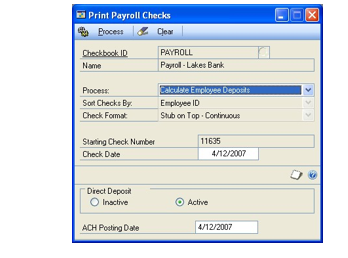 Print Payroll Checks
Process Clear
Checkbook ID PAYROLL
Name Payroll - Lakes Bank
Process: Calculate Employee Deposits
Sort Checks By: Employee ID
Check Format: Stub on Top - Continuous
Starting Check Number 11635
Check Date 4/12/2007
Direct Deposit
Inactive Active
ACH Posting Date 4/12/2007